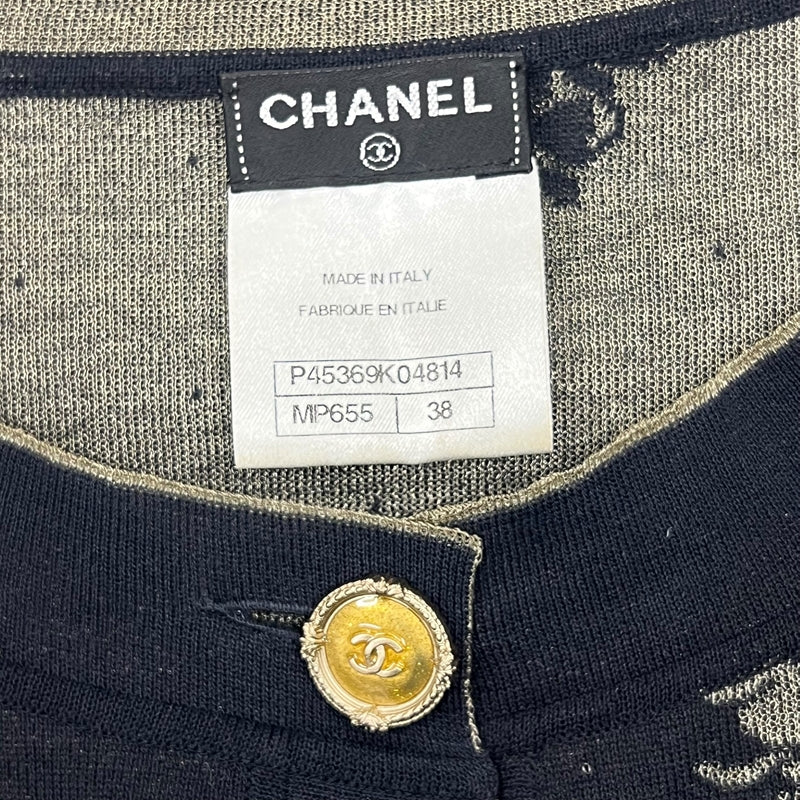 CHANEL
MADE IN ITALY
FABRIQUE EN ITALIE
P45369K04814
MP655 38